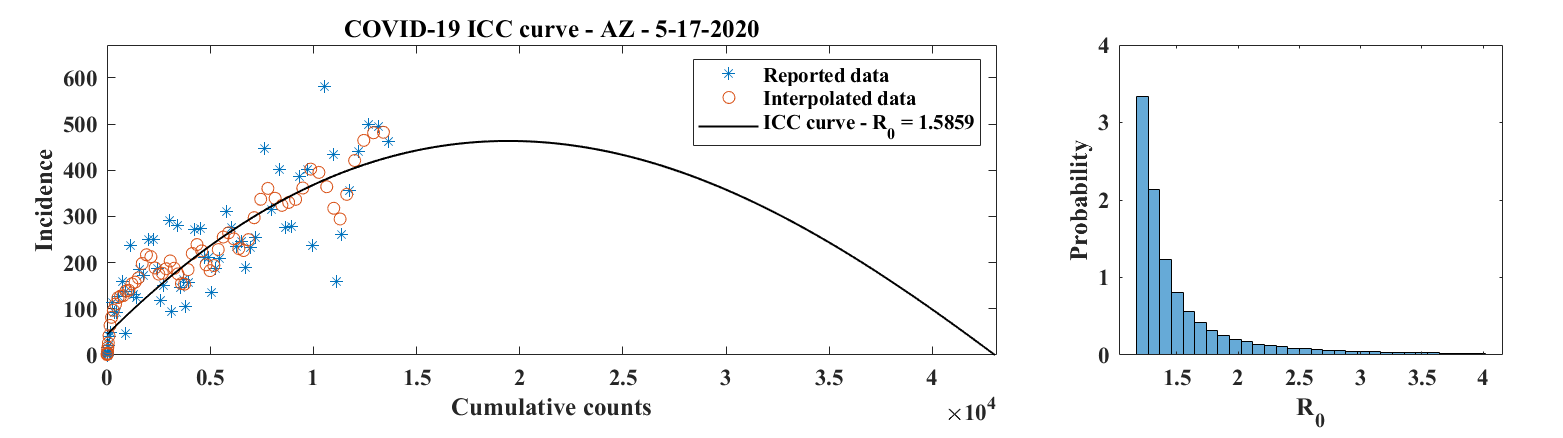 COVID-19 ICC curve - AZ - 5-17-2020
Reported data
Interpolated data
ICC curve - R0 = 1.5859
Incidence
600
500
400
300
200
100
0
0 0.5 1 1.5 2 2.5 3 3.5 4
Cumulative counts
×10^4
Probability
4
3
2
1
0
1.5 2 2.5 3 3.5 4
R0